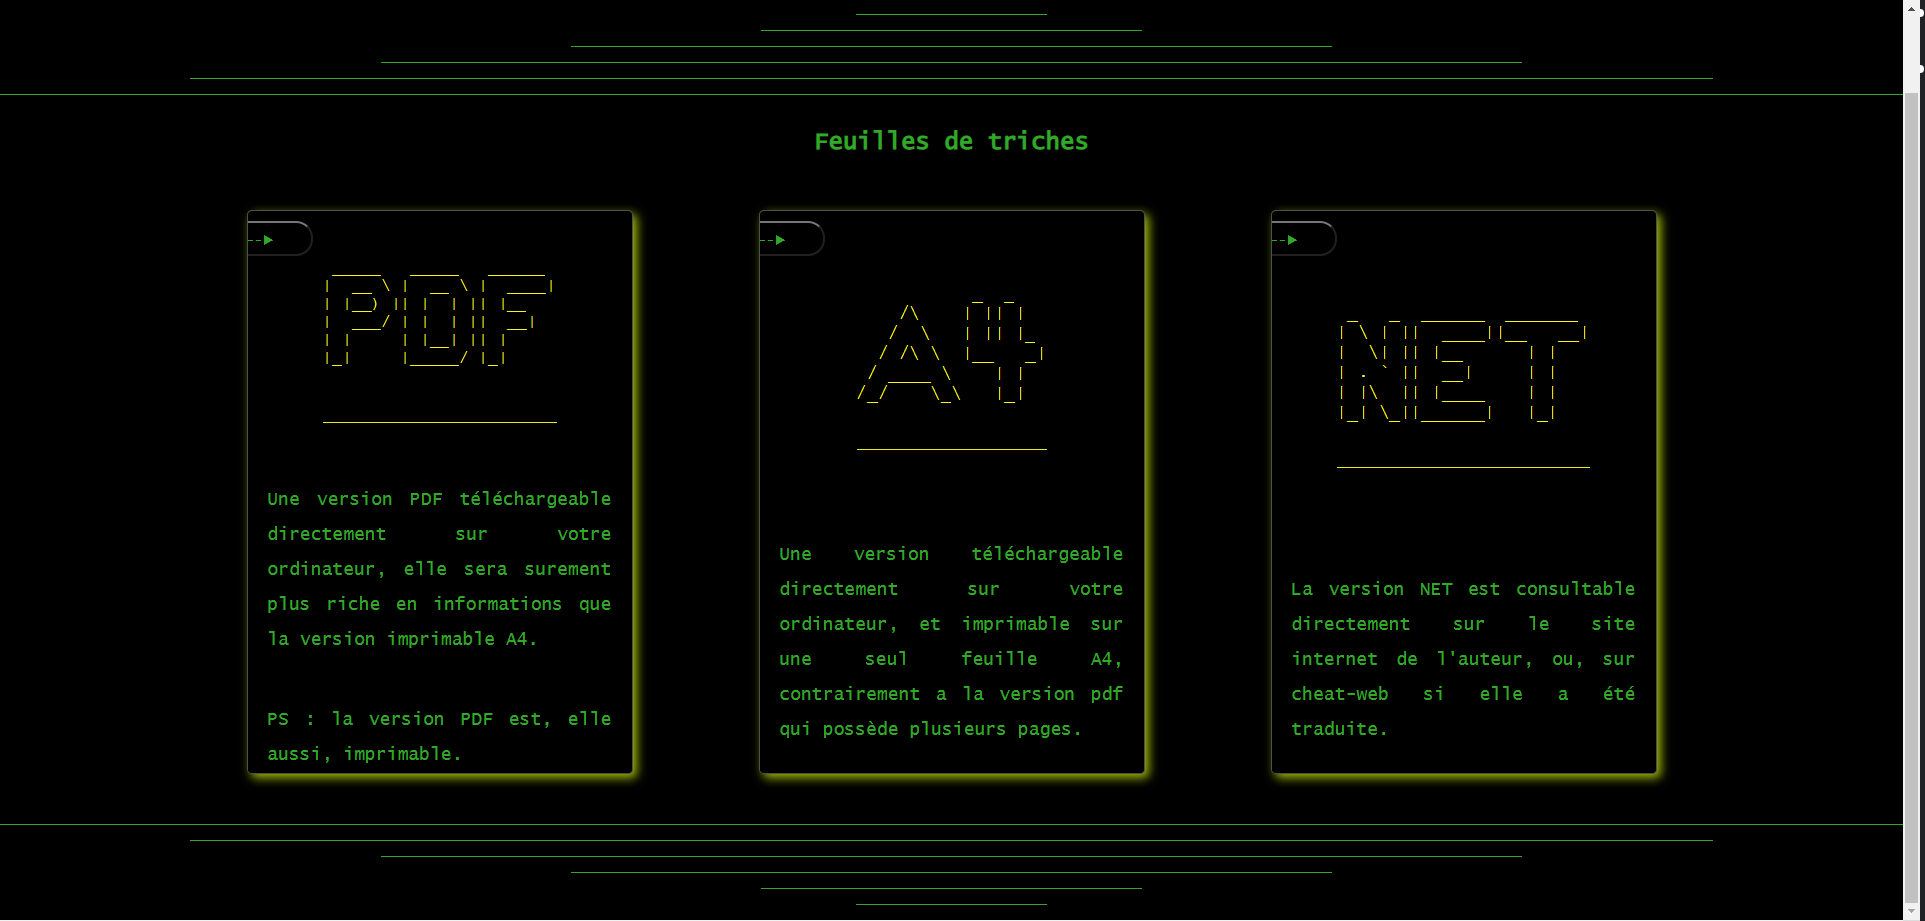 Feuilles de triches
-->
-->
-->
PDF
A4
NET
Une version PDF téléchargeable
directement sur votre
ordinateur, elle sera surement
plus riche en informations que
la version imprimable A4.
PS : la version PDF est, elle
aussi, imprimable.
Une version téléchargeable
directement sur votre
ordinateur, et imprimable sur
une seul feuille A4,
contrairement a la version pdf
qui possède plusieurs pages.
La version NET est consultable
directement sur le site
internet de l'auteur, ou, sur
cheat-web si elle a été
traduite.